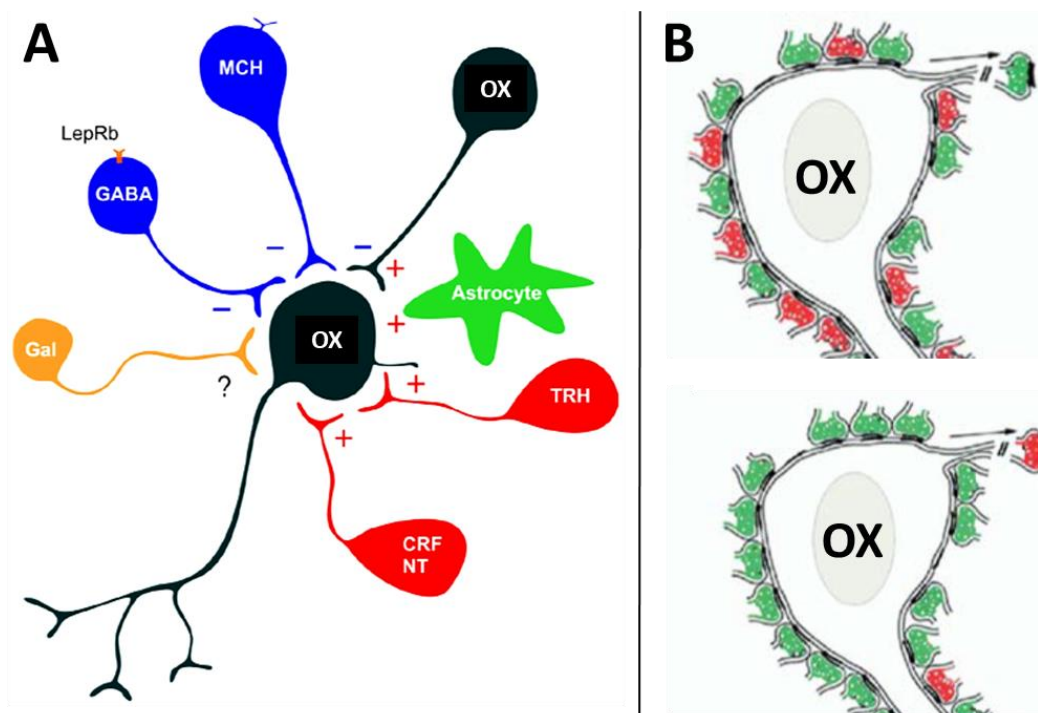 A
MCH
OX
LepRb
GABA
−
−
+
Astrocyte
−
+
OX
Gal
?
+
TRH
+
CRF
NT
B
OX
OX